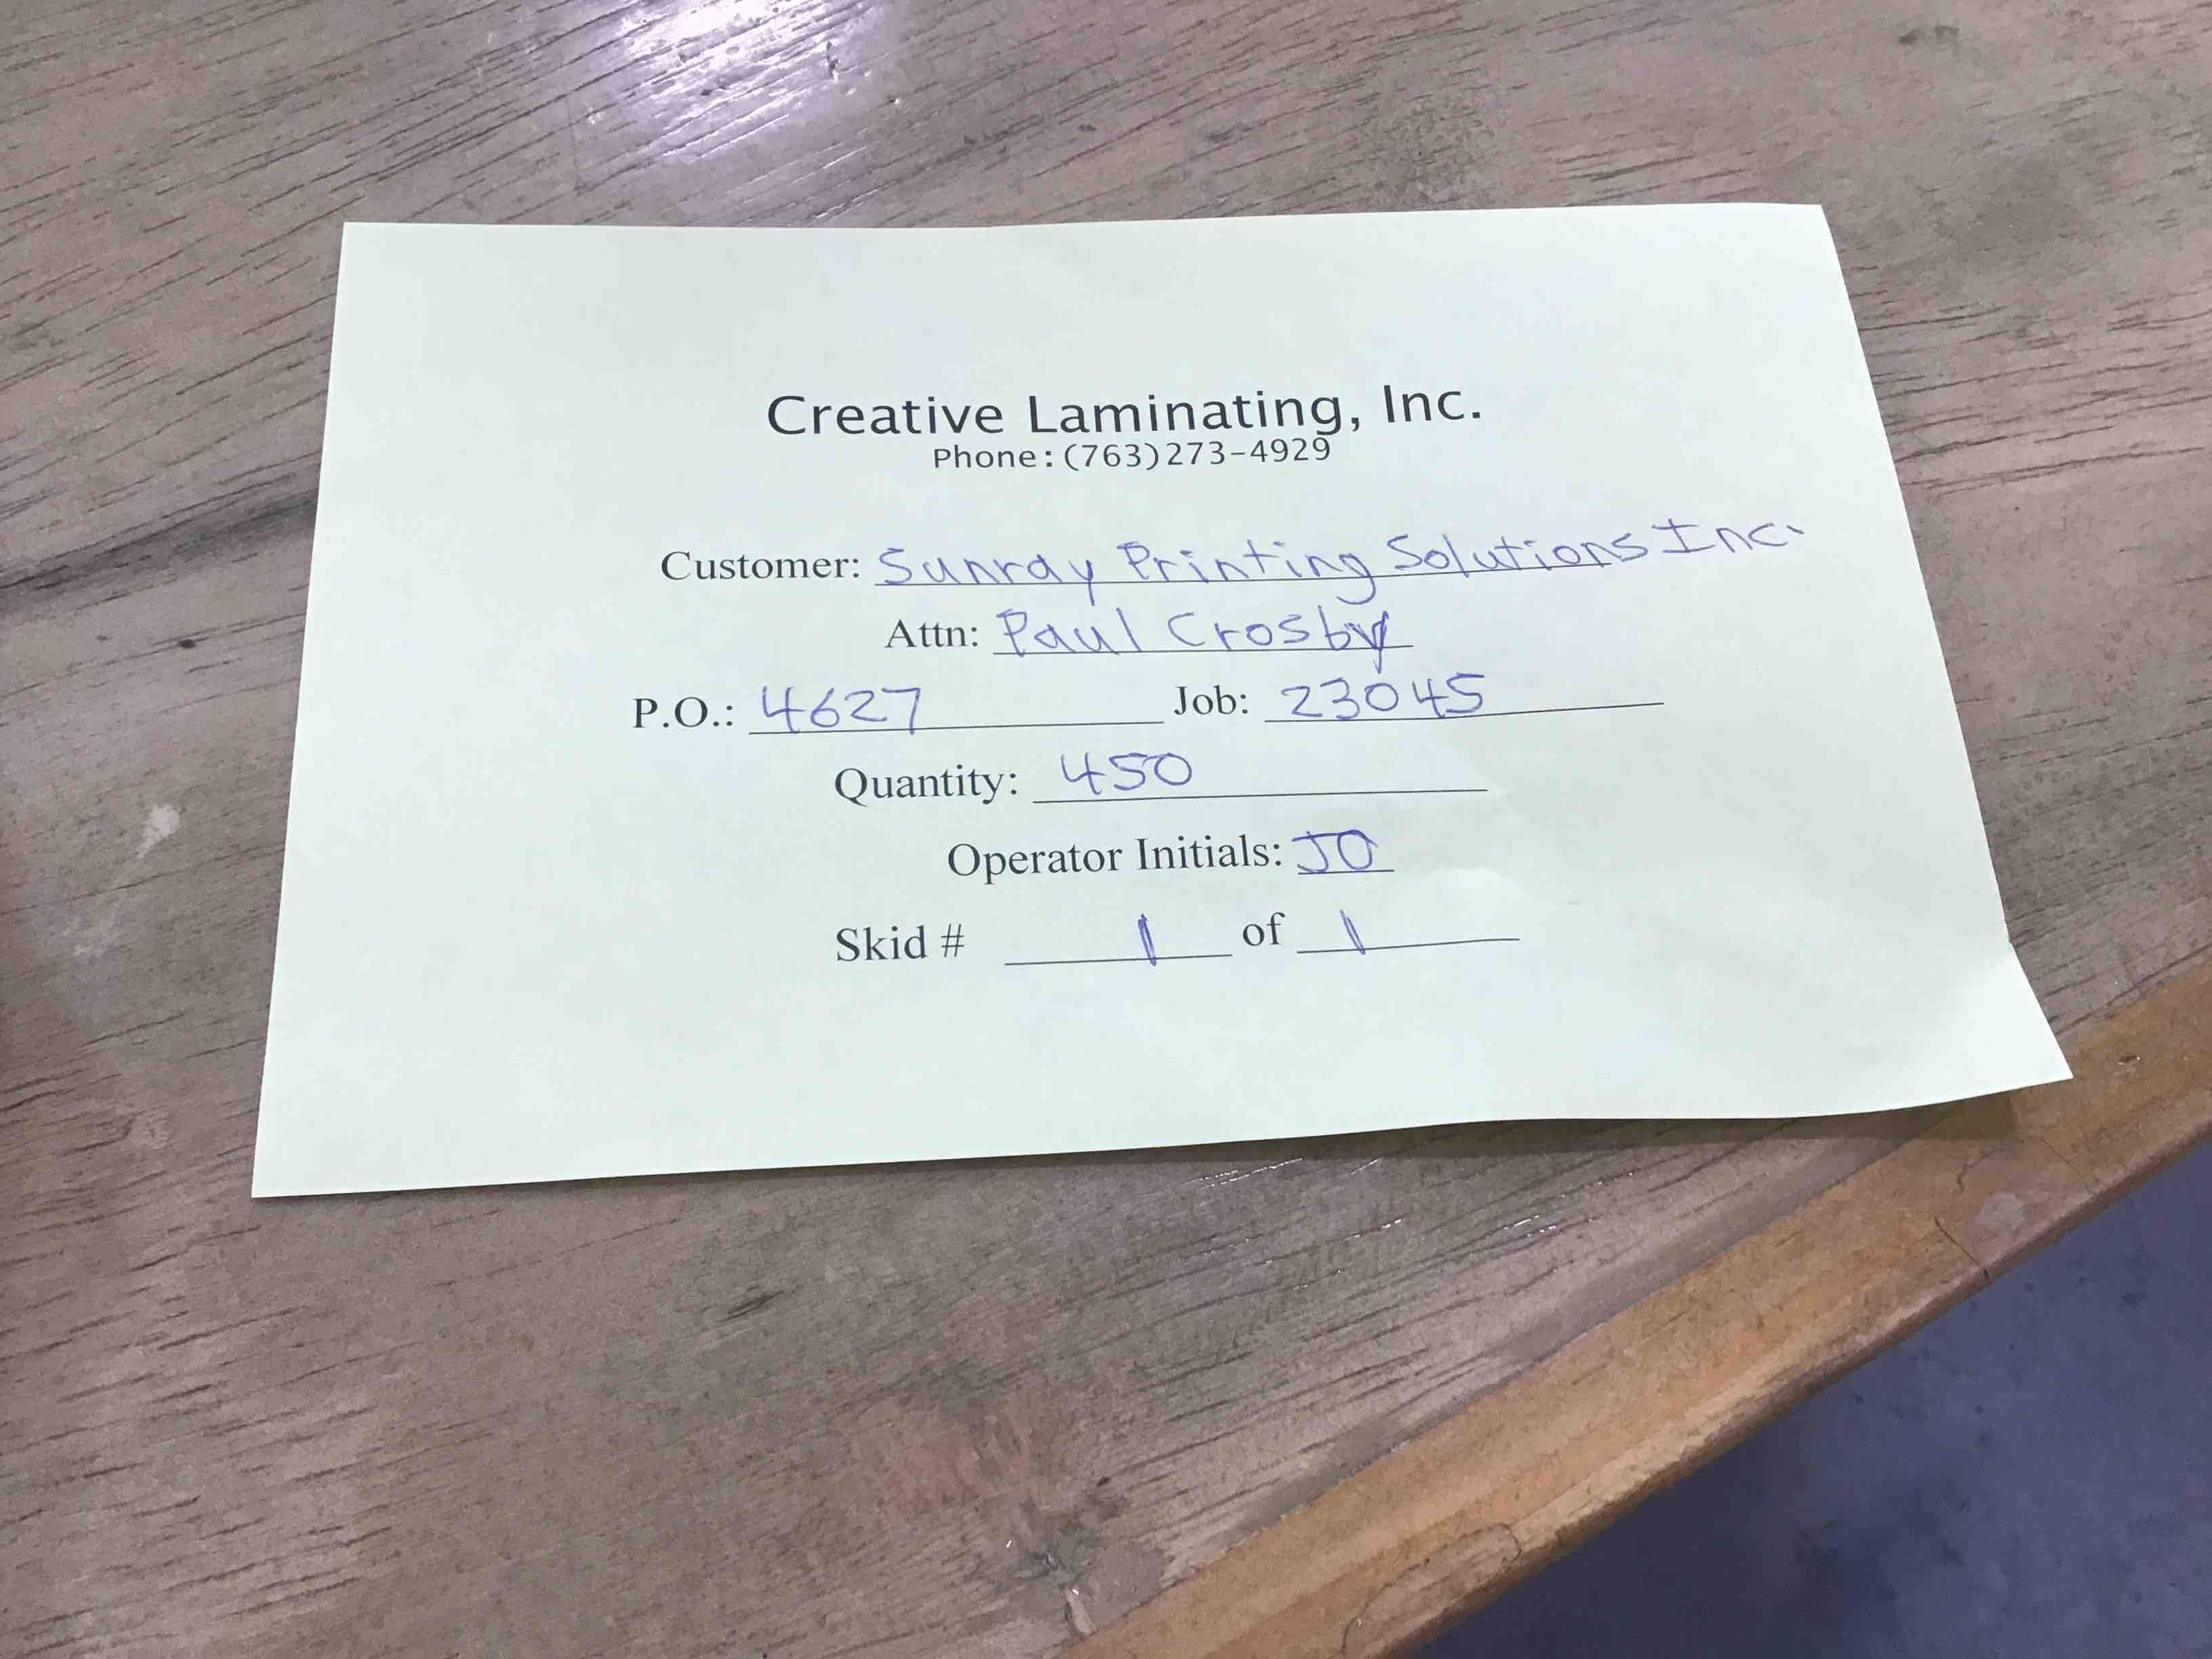 Creative Laminating, Inc.
Phone:(763)273-4929
Customer: Sunray Printing Solutions Inc.
Attn: Paul Crosby
P.O.: 4627 Job: 23045
Quantity: 450
Operator Initials: JO
Skid # 1 of 1